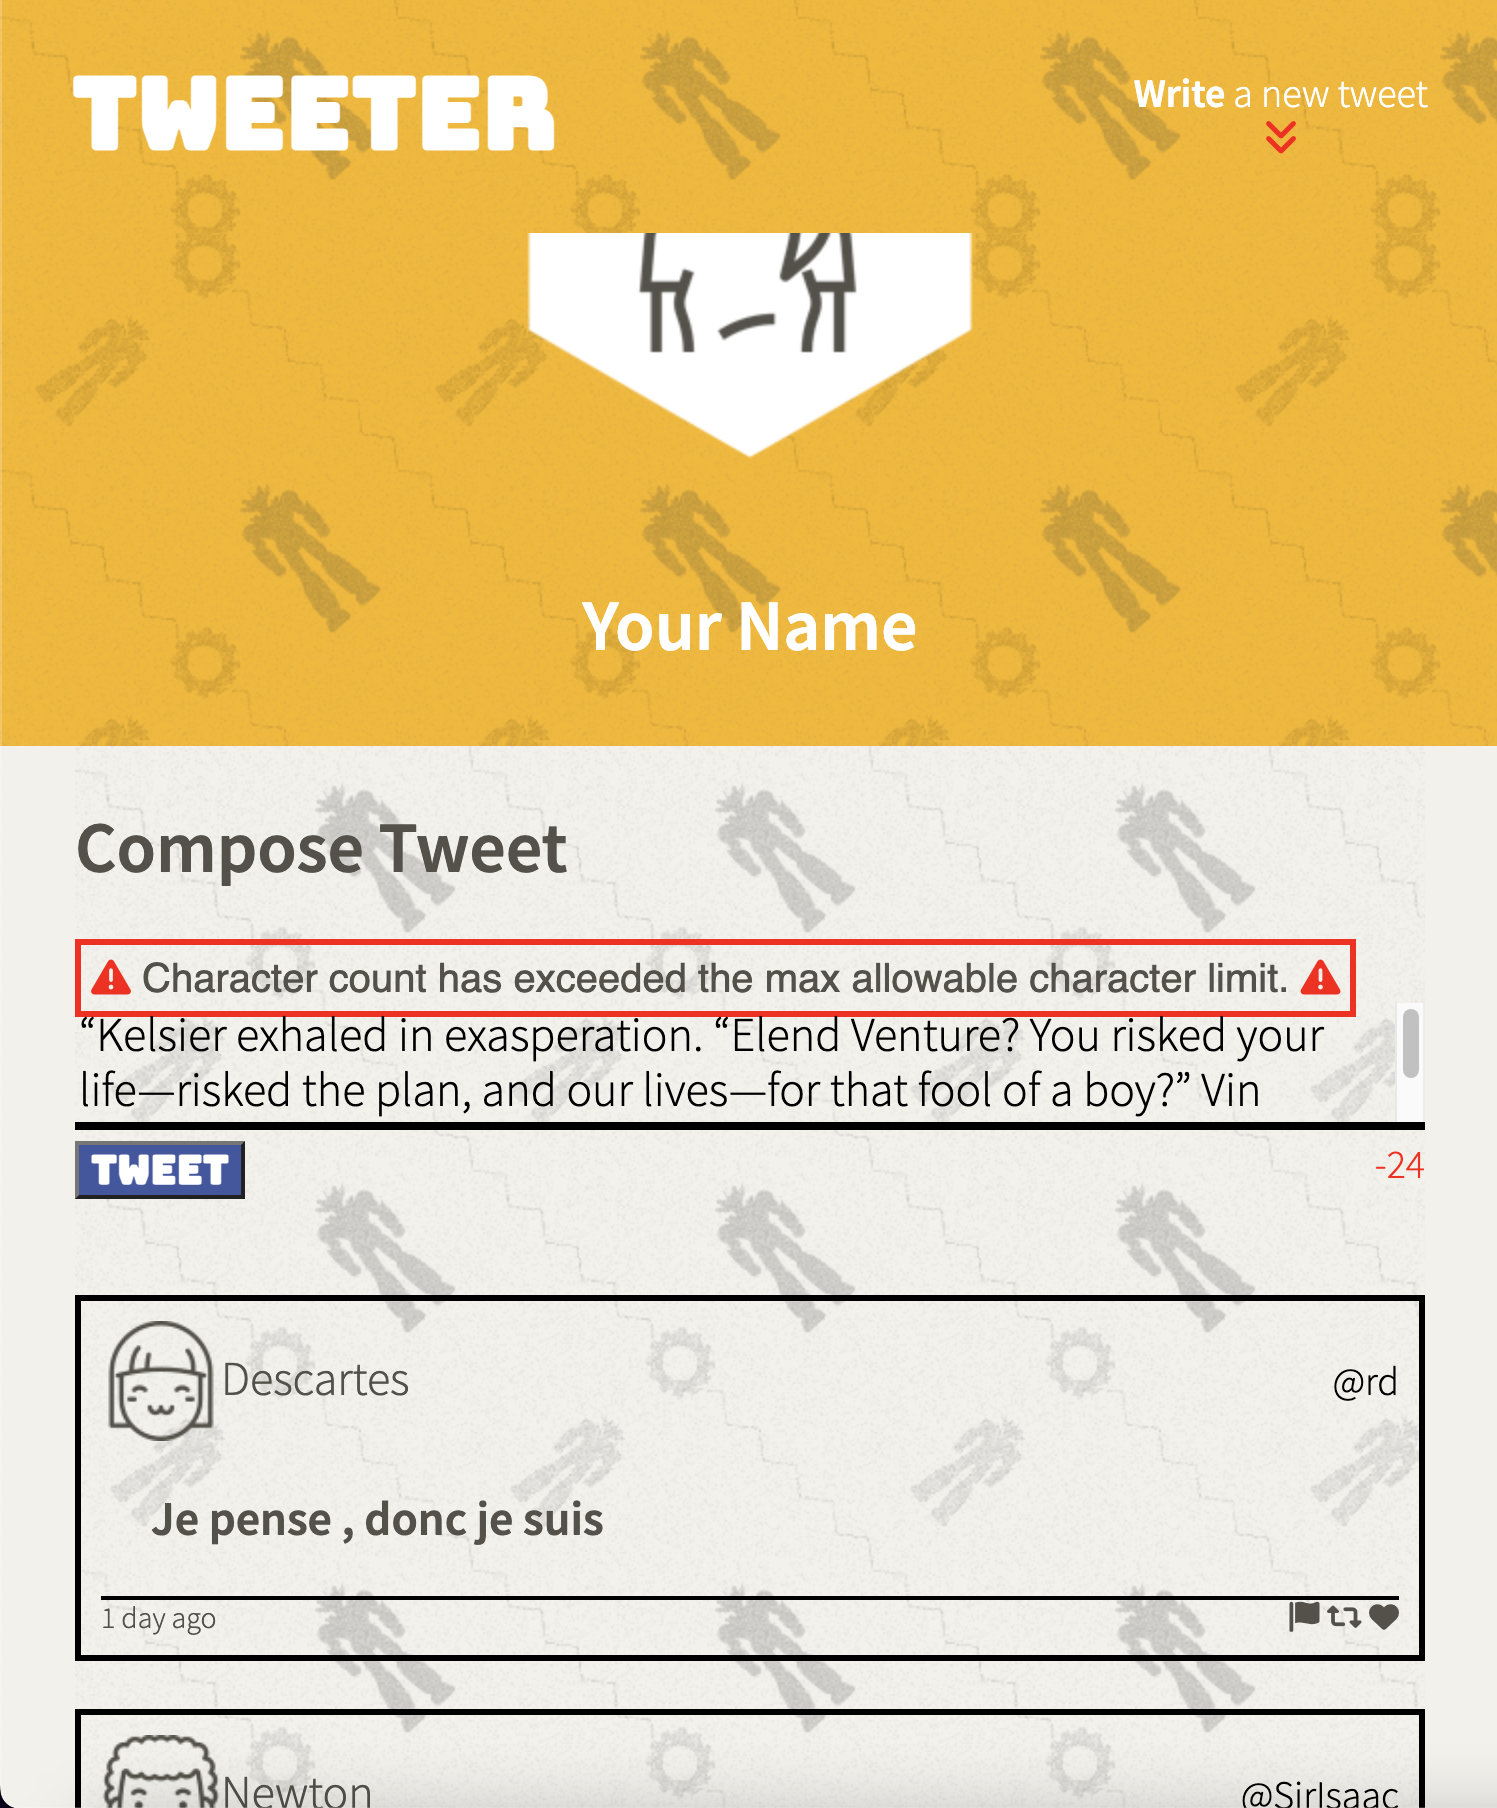 TWEETER
Write a new tweet
Your Name
Compose Tweet
Character count has exceeded the max allowable character limit.
“Kelsier exhaled in exasperation. “Elend Venture? You risked your
life—risked the plan, and our lives—for that fool of a boy?” Vin
TWEET
-24
Descartes
@rd
Je pense , donc je suis
1 day ago
Newton
@SirIsaac